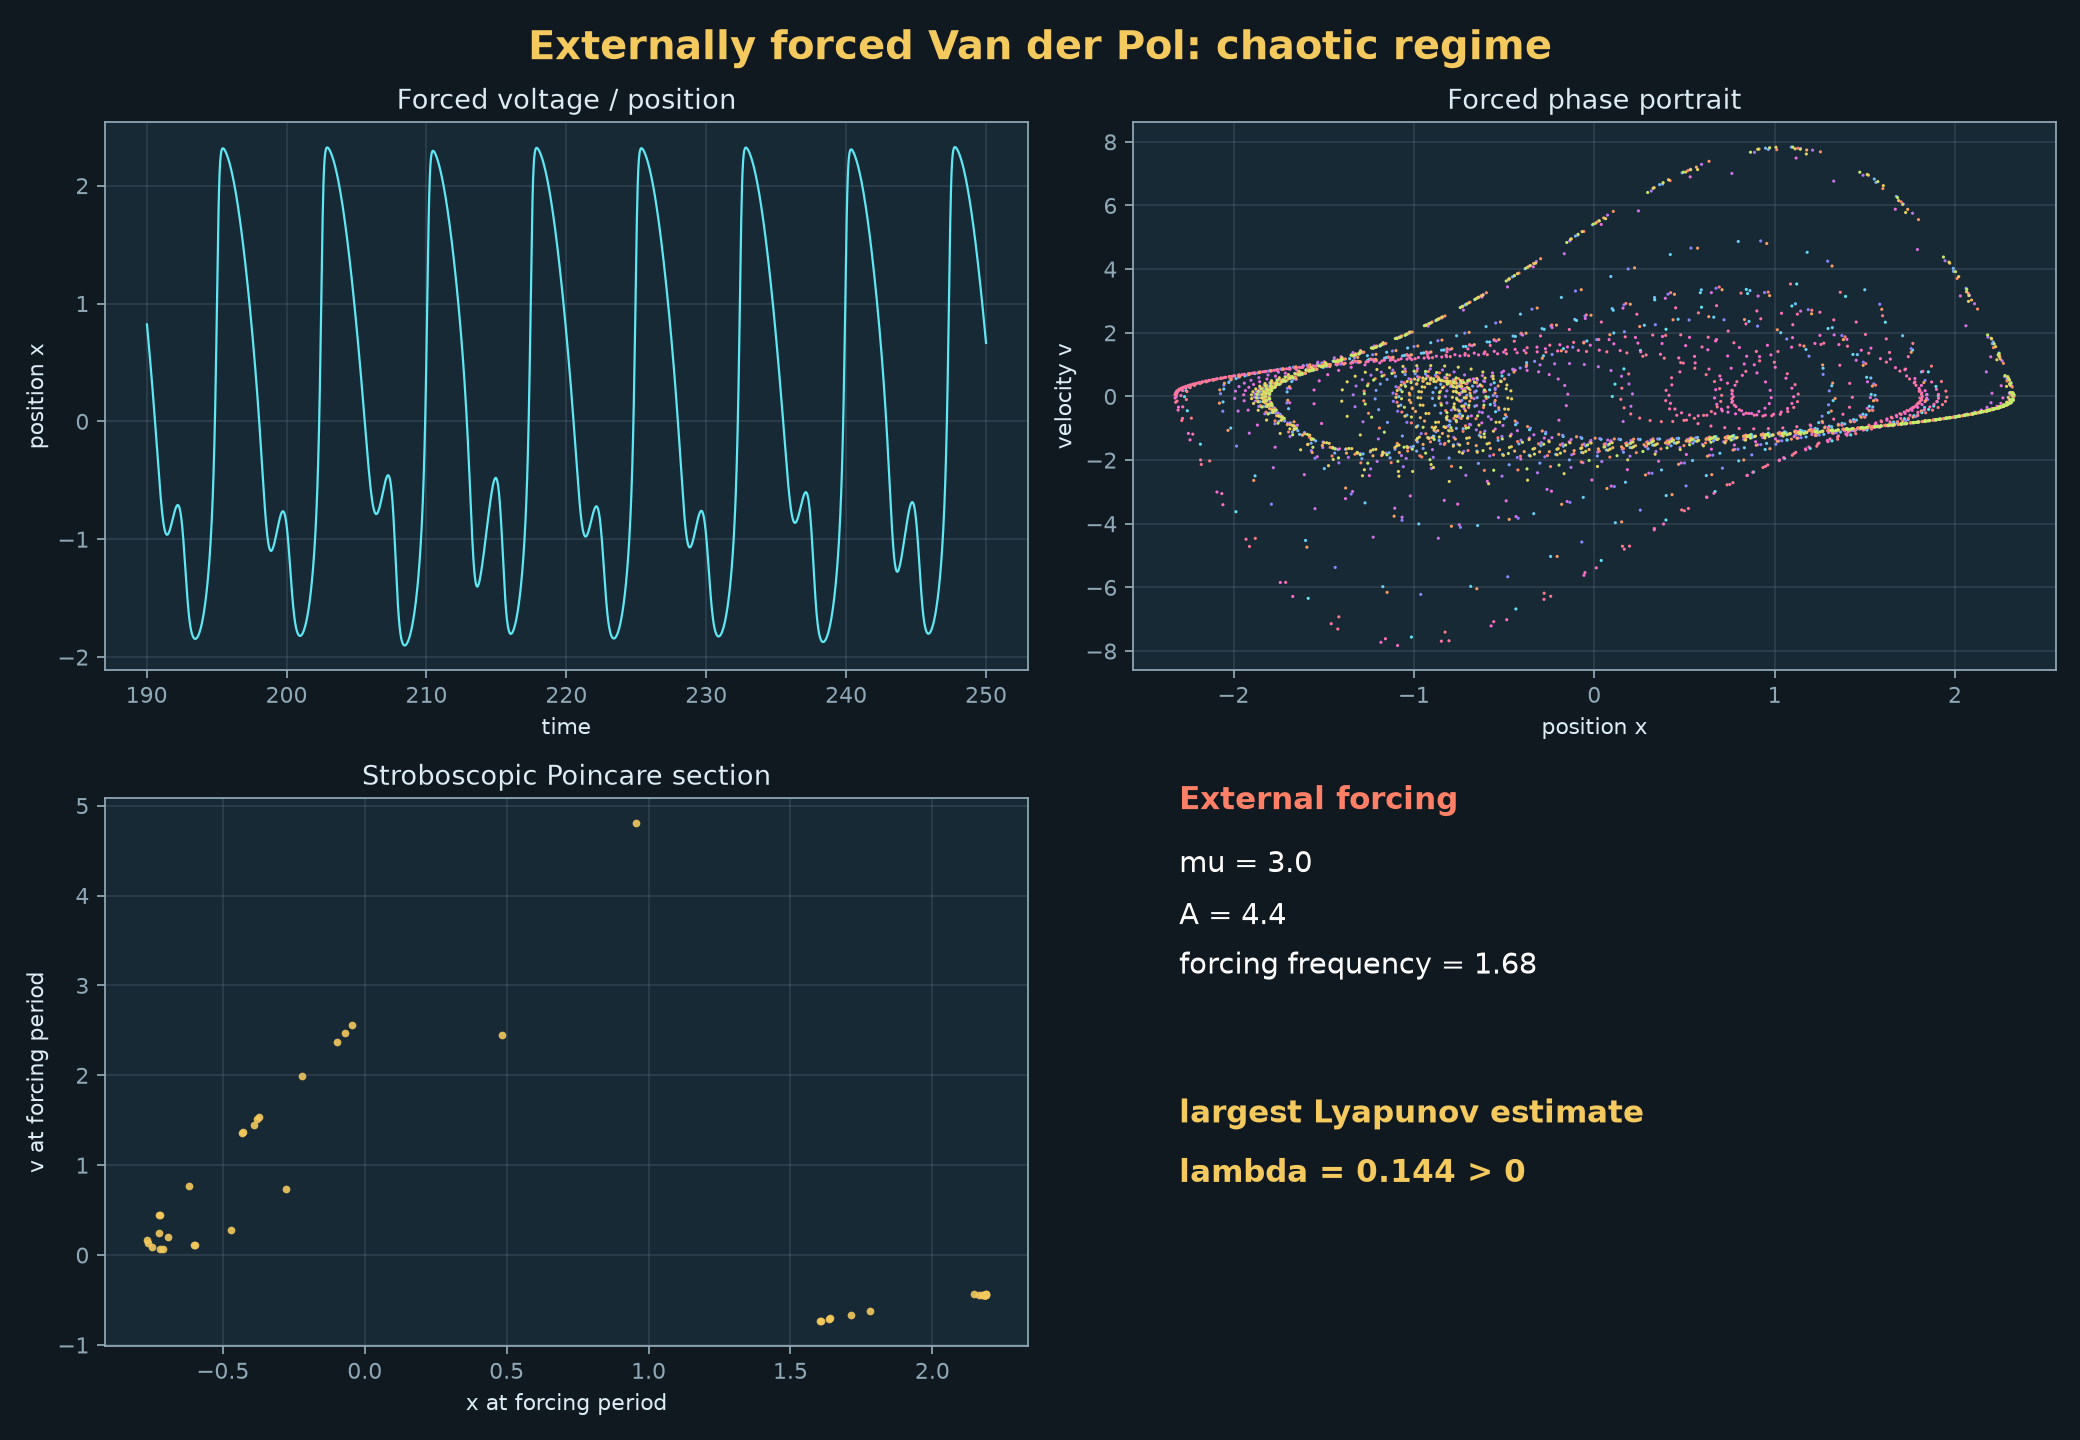 Externally forced Van der Pol: chaotic regime
Forced voltage / position
position x
2
1
0
−1
−2
190 200 210 220 230 240 250
time
Forced phase portrait
velocity v
8
6
4
2
0
−2
−4
−6
−8
−2 −1 0 1 2
position x
Stroboscopic Poincare section
v at forcing period
5
4
3
2
1
0
−1
−0.5 0.0 0.5 1.0 1.5 2.0
x at forcing period
External forcing
mu = 3.0
A = 4.4
forcing frequency = 1.68
largest Lyapunov estimate
lambda = 0.144 > 0